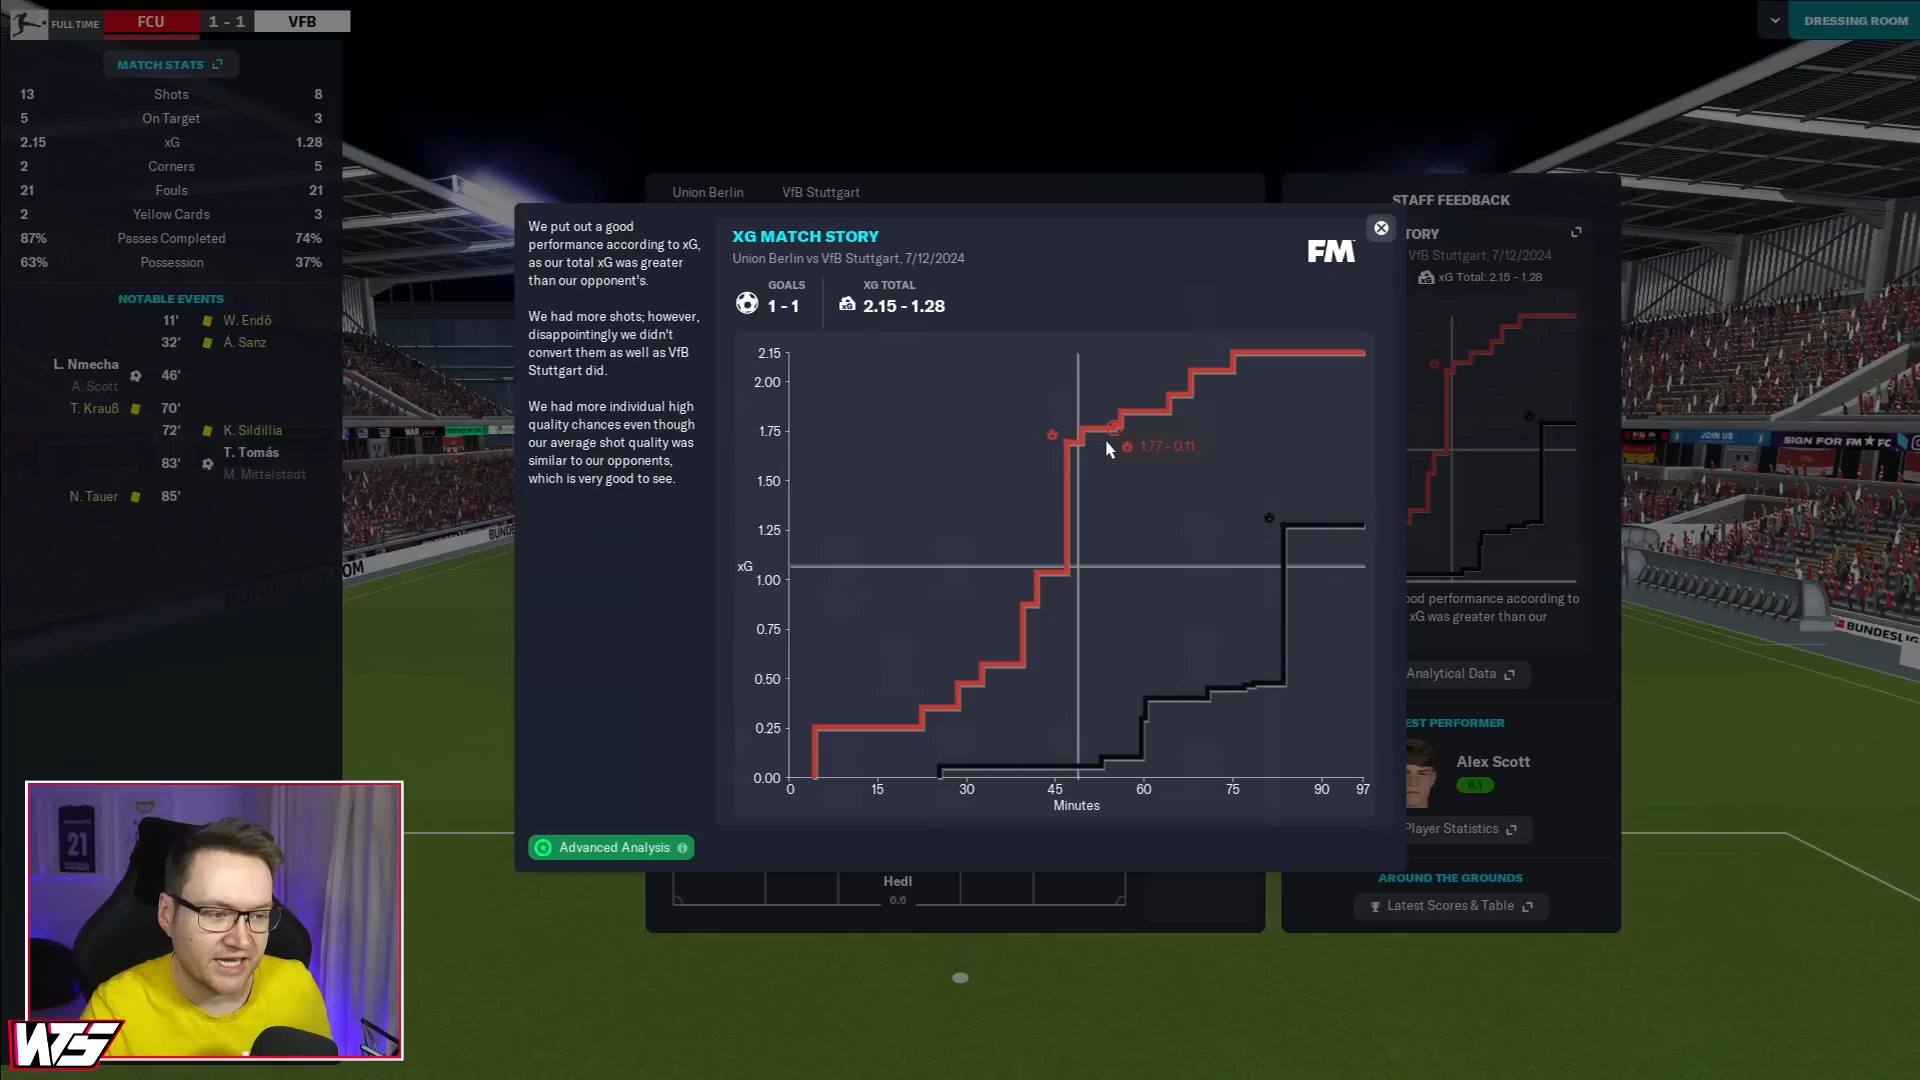 FULL TIME FCU 1 - 1 VFB
DRESSING ROOM
MATCH STATS
13 Shots 8
5 On Target 3
2.15 xG 1.28
2 Corners 5
21 Fouls 21
2 Yellow Cards 3
87% Passes Completed 74%
63% Possession 37%
NOTABLE EVENTS
11' W. Endō
32' Á. Sanz
L. Nmecha 46'
A. Scott
T. Krauß 70'
72' K. Sildillia
83' T. Tomás
M. Mittelstädt
N. Tauer 85'
Union Berlin VfB Stuttgart
We put out a good
performance according to xG,
as our total xG was greater
than our opponent's.
We had more shots; however,
disappointingly we didn't
convert them as well as VfB
Stuttgart did.
We had more individual high
quality chances even though
our average shot quality was
similar to our opponents,
which is very good to see.
Advanced Analysis
XG MATCH STORY
Union Berlin vs VfB Stuttgart, 7/12/2024
FM
GOALS
1 - 1
XG TOTAL
xG 2.15 - 1.28
2.15
2.00
1.75
1.50
1.25
xG
1.00
0.75
0.50
0.25
0.00
1.77 - 0.11
0 15 30 45 60 75 90 97
Minutes
Hedl
6.6
STAFF FEEDBACK
TORY
VfB Stuttgart, 7/12/2024
xG xG Total: 2.15 - 1.28
ood performance according to
xG was greater than our
Analytical Data
EST PERFORMER
Alex Scott
8.1
Player Statistics
AROUND THE GROUNDS
Latest Scores & Table
JOIN US
SIGN FOR FM FC
BUNDESLIG
BUNDESLIGA.COM
BUND
21
WTS